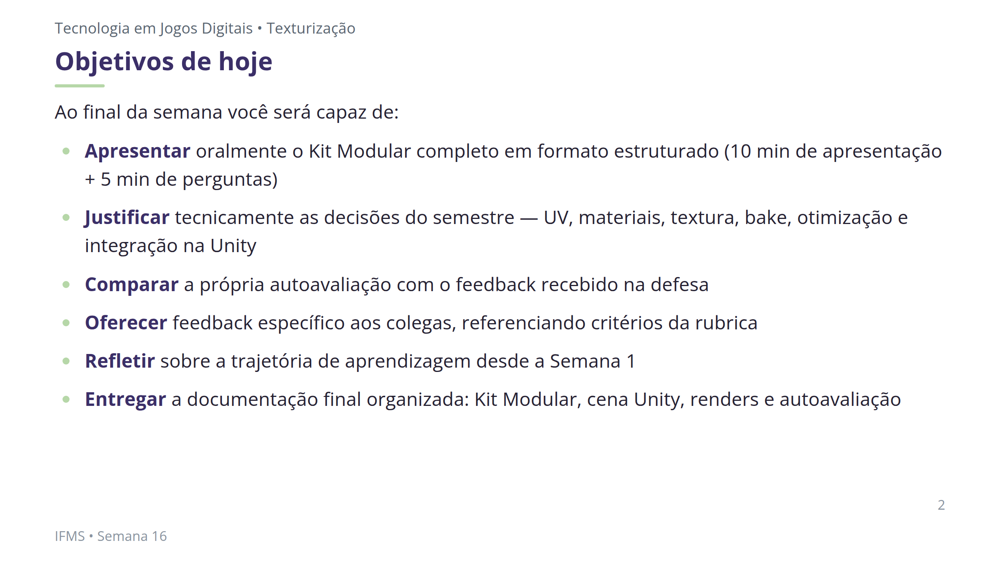 Tecnologia em Jogos Digitais • Texturização
Objetivos de hoje
Ao final da semana você será capaz de:
• Apresentar oralmente o Kit Modular completo em formato estruturado (10 min de apresentação
+ 5 min de perguntas)
• Justificar tecnicamente as decisões do semestre — UV, materiais, textura, bake, otimização e
integração na Unity
• Comparar a própria autoavaliação com o feedback recebido na defesa
• Oferecer feedback específico aos colegas, referenciando critérios da rubrica
• Refletir sobre a trajetória de aprendizagem desde a Semana 1
• Entregar a documentação final organizada: Kit Modular, cena Unity, renders e autoavaliação
2
IFMS • Semana 16